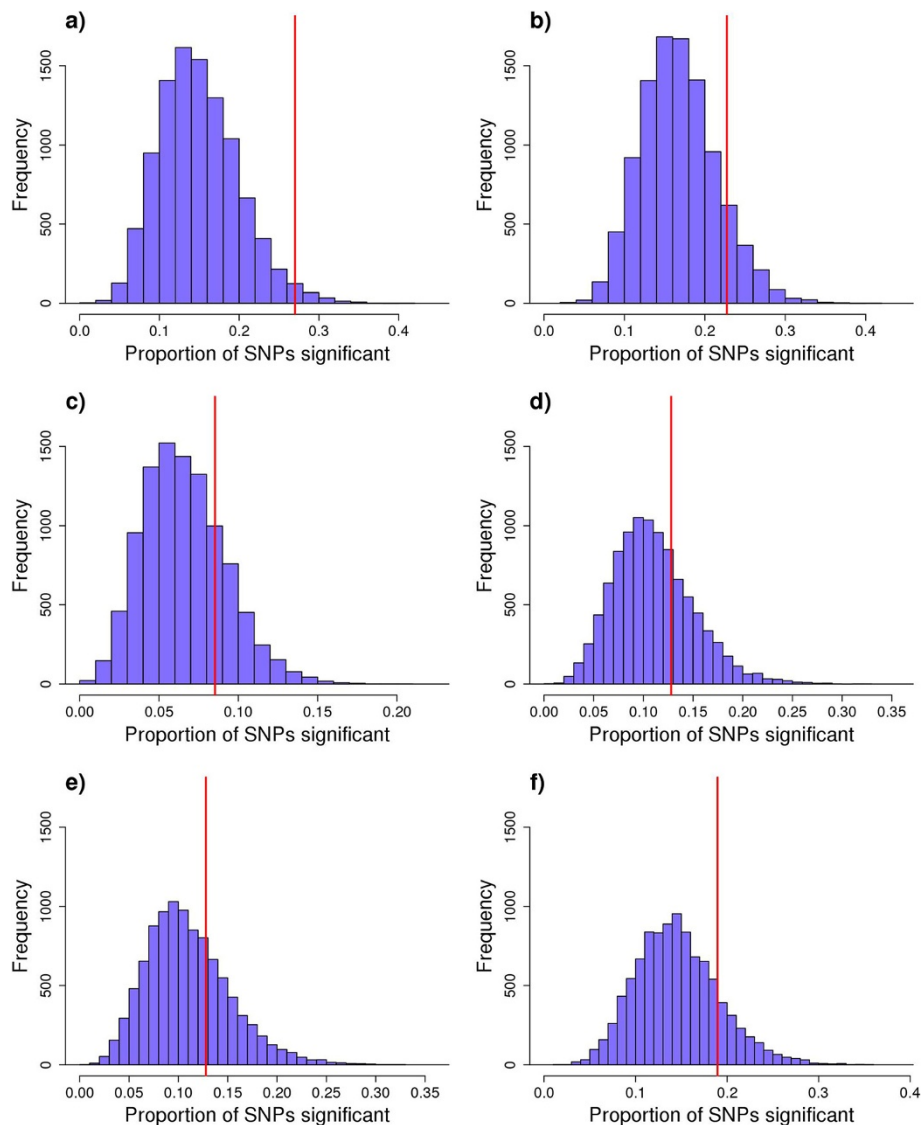 a)
Frequency
1500
1000
500
0
0.0 0.1 0.2 0.3 0.4
Proportion of SNPs significant
b)
Frequency
1500
1000
500
0
0.0 0.1 0.2 0.3 0.4
Proportion of SNPs significant
c)
Frequency
1500
1000
500
0
0.00 0.05 0.10 0.15 0.20
Proportion of SNPs significant
d)
Frequency
1500
1000
500
0
0.00 0.05 0.10 0.15 0.20 0.25 0.30 0.35
Proportion of SNPs significant
e)
Frequency
1500
1000
500
0
0.00 0.05 0.10 0.15 0.20 0.25 0.30 0.35
Proportion of SNPs significant
f)
Frequency
1500
1000
500
0
0.0 0.1 0.2 0.3 0.4
Proportion of SNPs significant